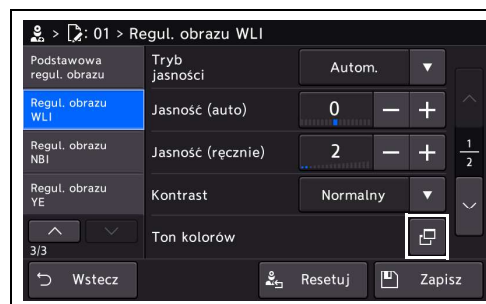 > : 01 > Regul. obrazu WLI
Podstawowa
regul. obrazu
Tryb
jasności
Autom.
Regul. obrazu
WLI
Jasność (auto)
0
Regul. obrazu
NBI
Jasność (ręcznie)
2
1
2
Regul. obrazu
YE
Kontrast
Normalny
3/3
Ton kolorów
Wstecz
Resetuj
Zapisz